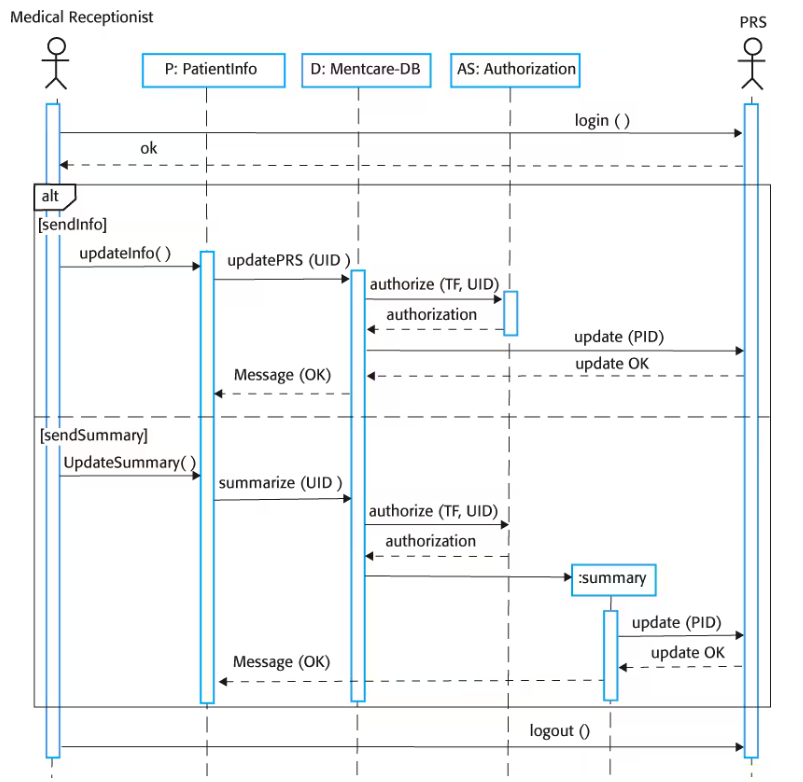 Medical Receptionist
PRS
P: PatientInfo
D: Mentcare-DB
AS: Authorization
login ( )
ok
alt
[sendInfo]
updateInfo( )
updatePRS (UID )
authorize (TF, UID)
authorization
update (PID)
update OK
Message (OK)
[sendSummary]
UpdateSummary( )
summarize (UID )
authorize (TF, UID)
authorization
:summary
update (PID)
update OK
Message (OK)
logout ()